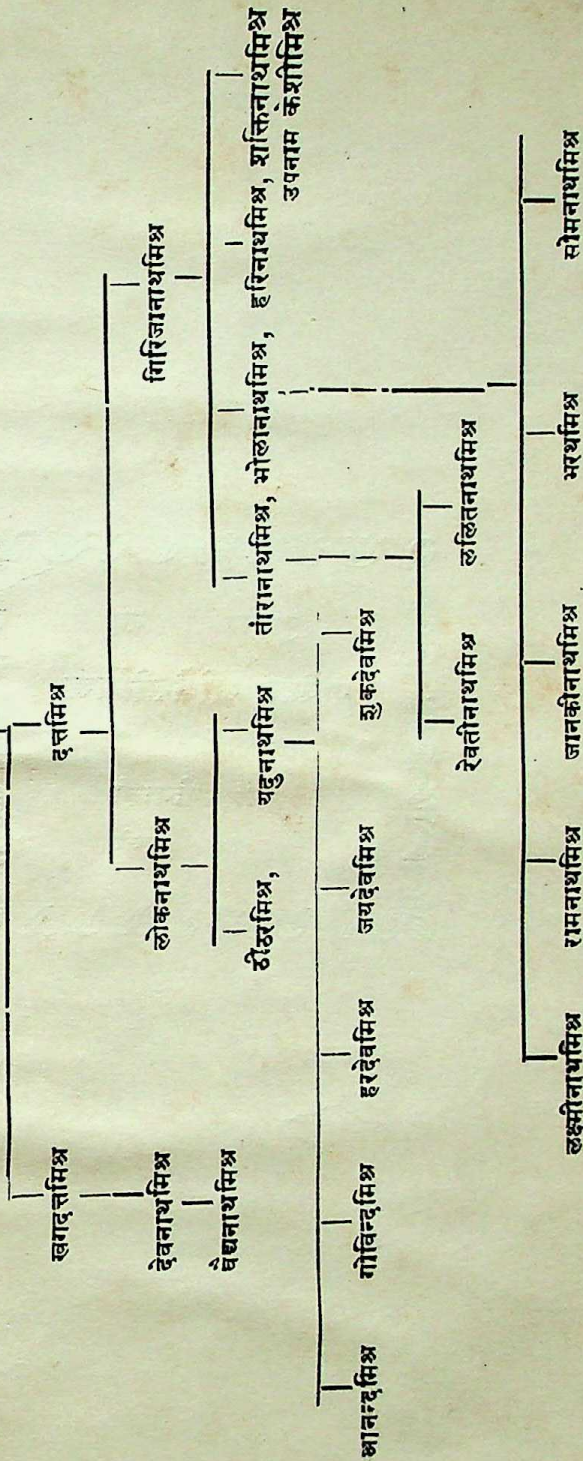 खगदत्तमिश्र दत्तमिश्र
देवनाथमिश्र लोकनाथमिश्र गिरिजानाथमिश्र
वैद्यनाथमिश्र ठीठरमिश्र, यदुनाथमिश्र तारानाथमिश्र, भोलानाथमिश्र, हरिनाथमिश्र, शक्तिनाथमिश्र
उपनाम केशीमिश्र
आनन्दमिश्र गोविन्दमिश्र हरदेवमिश्र जयदेवमिश्र शुकदेवमिश्र
रेवतीनाथमिश्र ललितनाथमिश्र
लक्ष्मीनाथमिश्र रामनाथमिश्र जानकीनाथमिश्र भरथमिश्र सोमनाथमिश्र